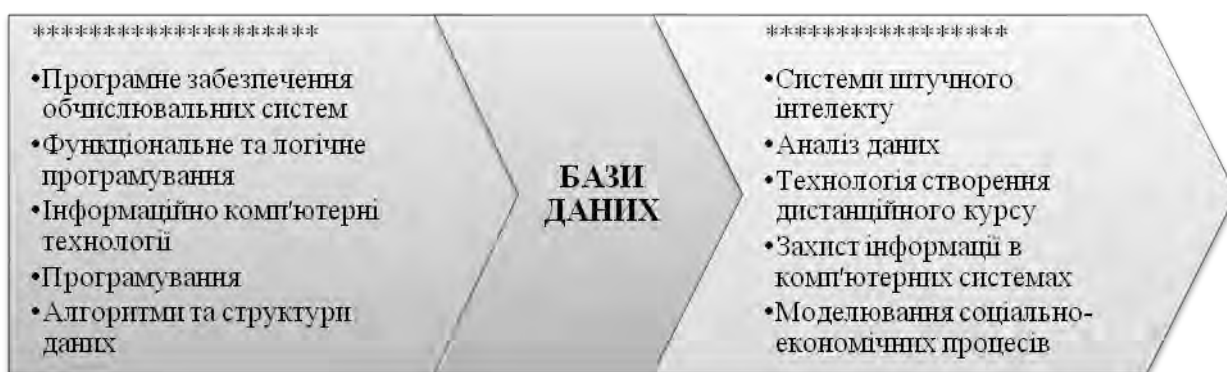 ********************
•Програмне забезпечення
обчислювальних систем
•Функціональне та логічне
програмування
•Інформаційно комп'ютерні
технології
•Програмування
•Алгоритми та структури
даних
БАЗИ
ДАНИХ
*****************
•Системи штучного
інтелекту
•Аналіз даних
•Технологія створення
дистанційного курсу
•Захист інформації в
комп'ютерних системах
•Моделювання соціально-
економічних процесів